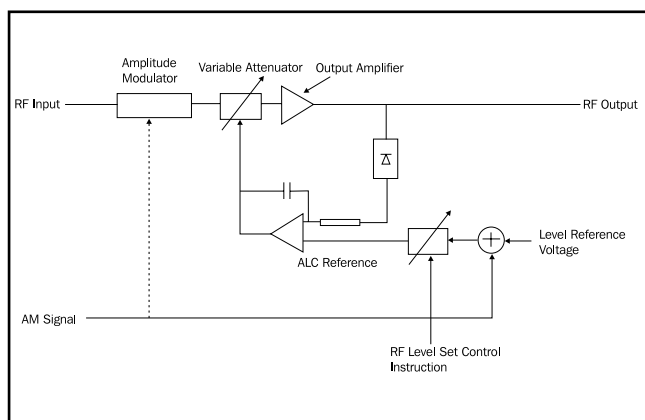 Amplitude
Modulator
Variable Attenuator
Output Amplifier
RF Input
RF Output
Level Reference
Voltage
ALC Reference
AM Signal
RF Level Set Control
Instruction